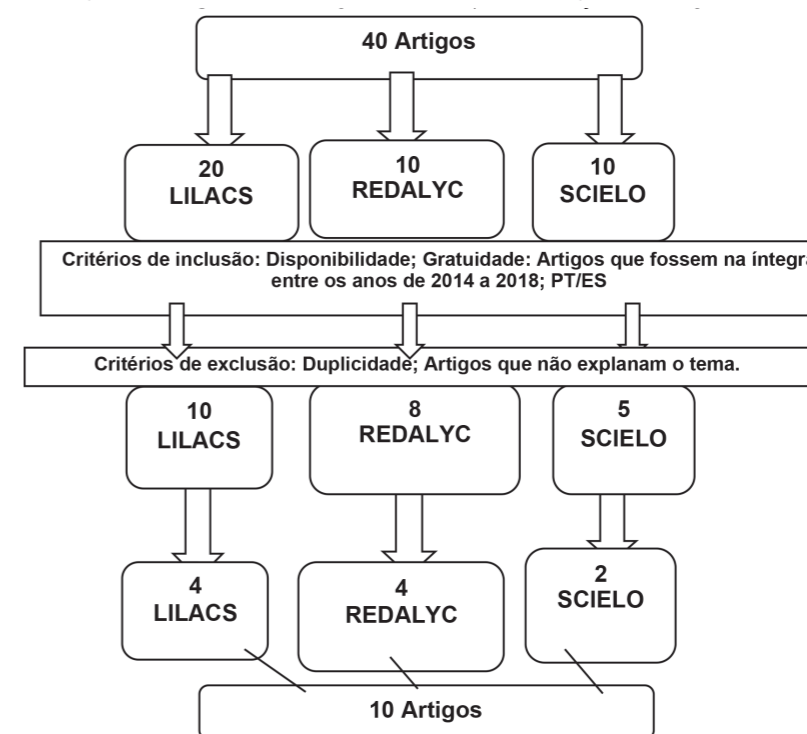 40 Artigos
20
LILACS
10
REDALYC
10
SCIELO
Critérios de inclusão: Disponibilidade; Gratuidade: Artigos que fossem na íntegra
entre os anos de 2014 a 2018; PT/ES
Critérios de exclusão: Duplicidade; Artigos que não explanam o tema.
10
LILACS
8
REDALYC
5
SCIELO
4
LILACS
4
REDALYC
2
SCIELO
10 Artigos